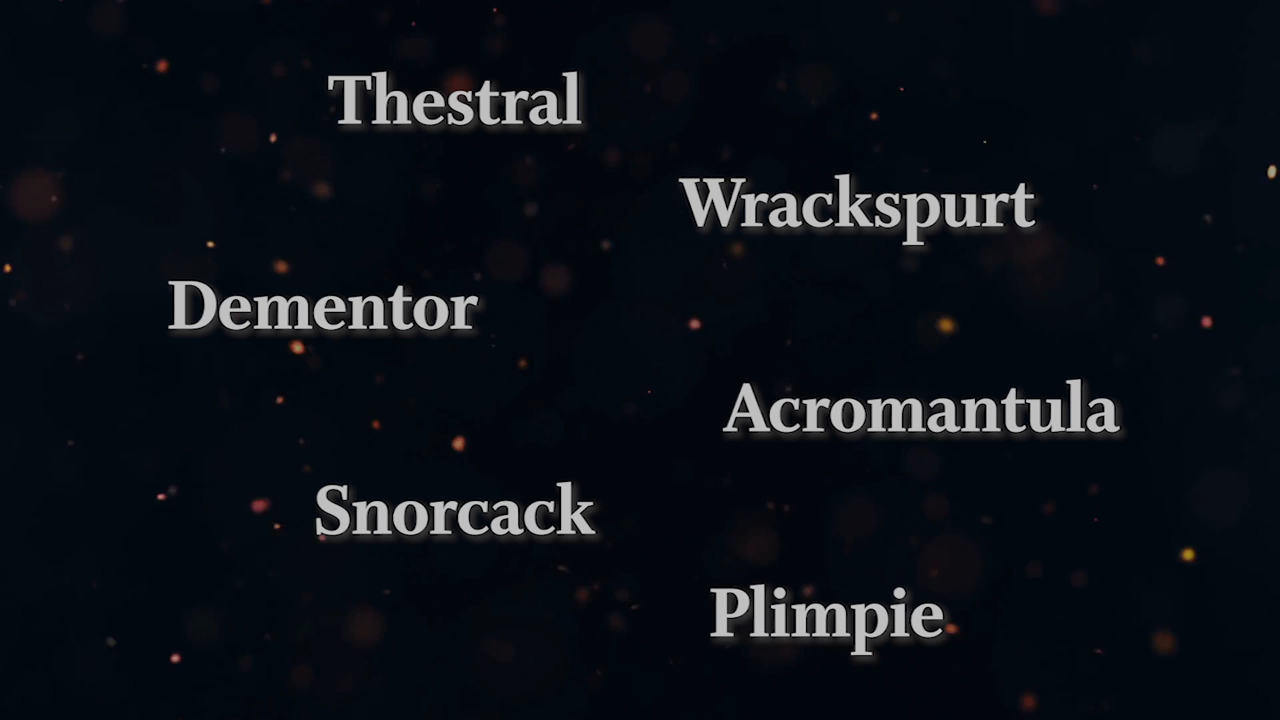 Thestral
Wrackspurt
Dementor
Acromantula
Snorcack
Plimpie